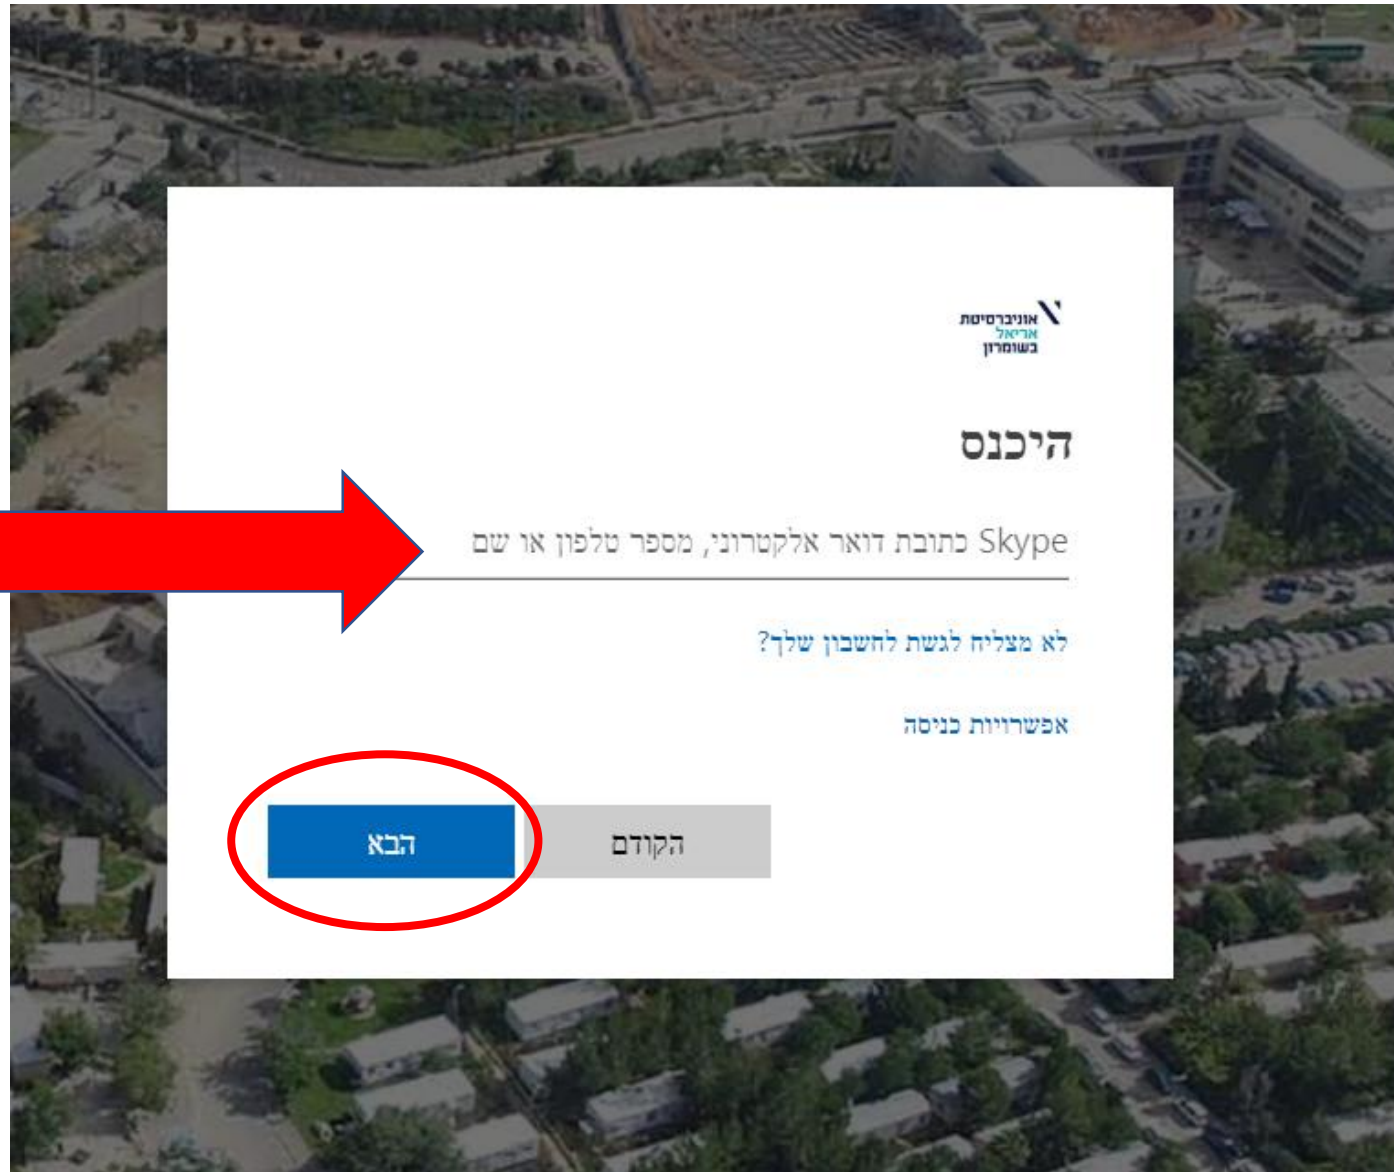 אוניברסיטת
אריאל
בשומרון
היכנס
Skype כתובת דואר אלקטרוני, מספר טלפון או שם
לא מצליח לגשת לחשבון שלך?
אפשרויות כניסה
הקודם
הבא